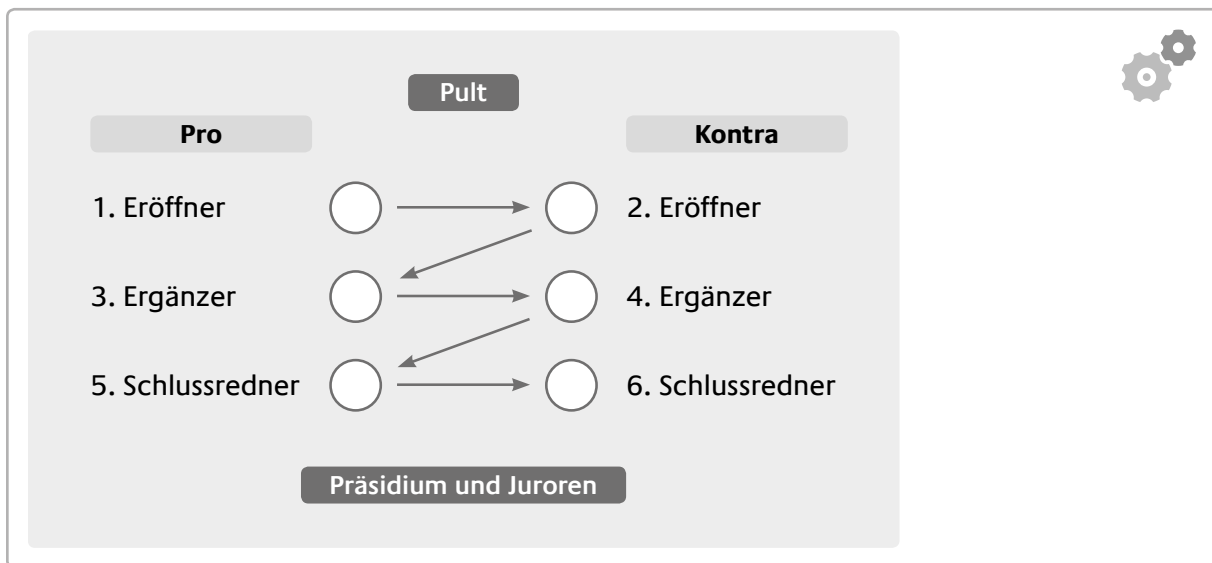 Pult
Pro
Kontra
1. Eröffner
2. Eröffner
3. Ergänzer
4. Ergänzer
5. Schlussredner
6. Schlussredner
Präsidium und Juroren